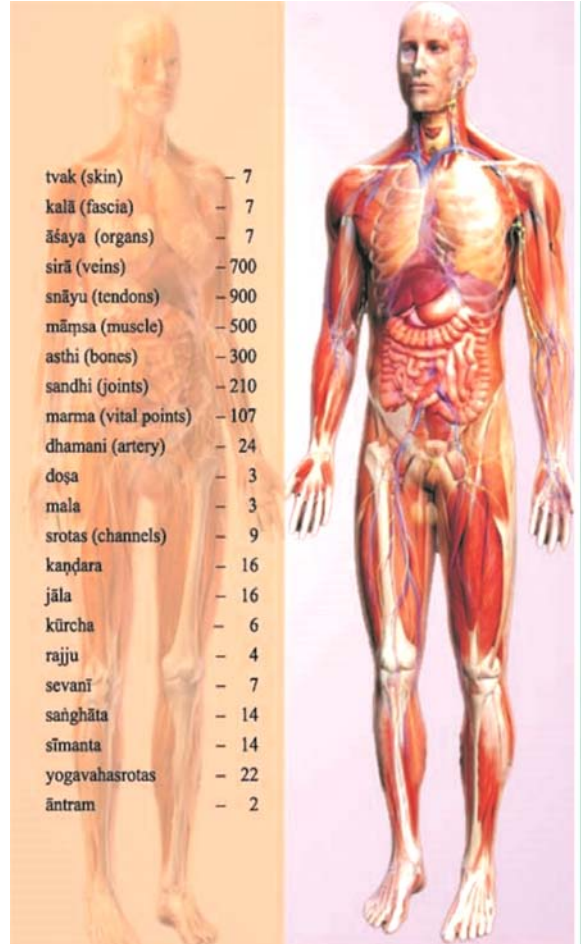 tvak (skin) – 7
kalā (fascia) – 7
āśaya (organs) – 7
sirā (veins) –700
snāyu (tendons) –900
māṃsa (muscle) –500
asthi (bones) –300
sandhi (joints) –210
marma (vital points) –107
dhamani (artery) – 24
doṣa – 3
mala – 3
srotas (channels) – 9
kaṇḍara – 16
jāla – 16
kūrcha – 6
rajju – 4
sevanī – 7
saṅghāta – 14
sīmanta – 14
yogavahasrotas – 22
āntram – 2